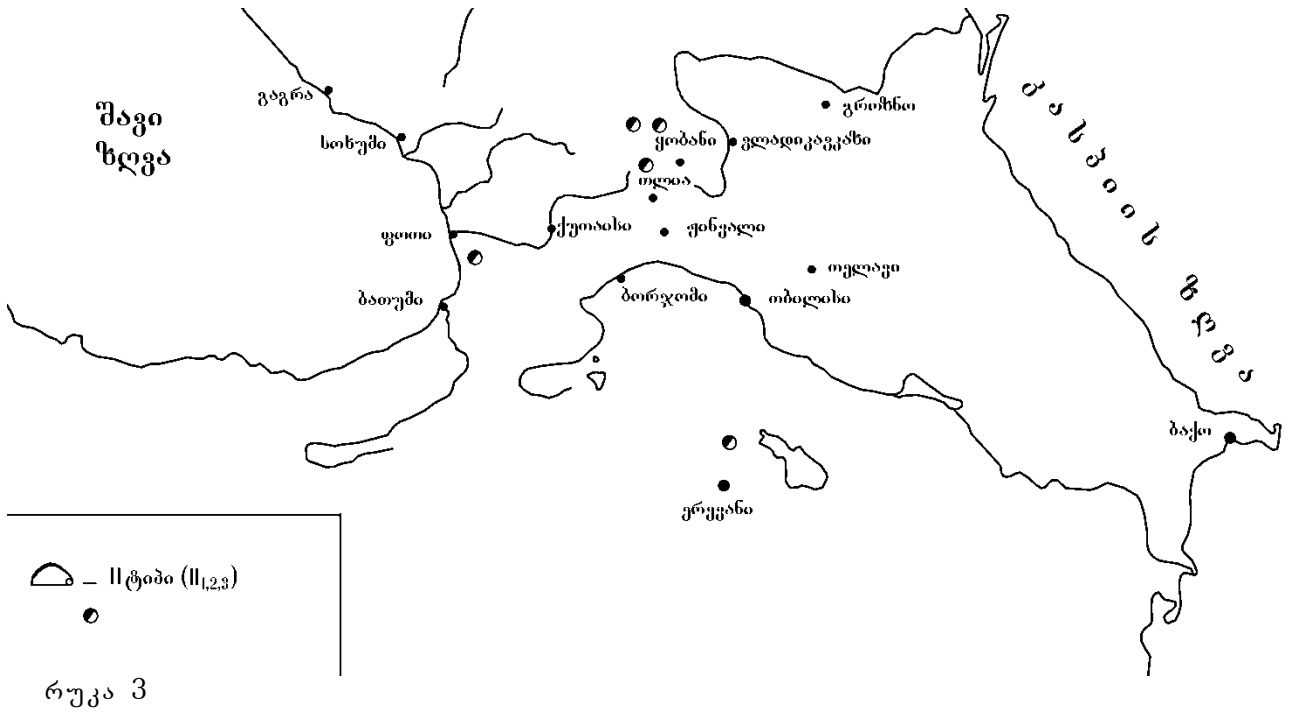 შავი
ზღვა
კასპიის ზღვა
გაგრა
სოხუმი
გროზნო
ყობანი
ვლადიკავკაზი
თლია
ფოთი
ქუთაისი
ჟინვალი
ბათუმი
ბორჯომი
თბილისი
თელავი
ბაქო
ერევანი
– II ტიპი (II1,2,3)
რუკა 3